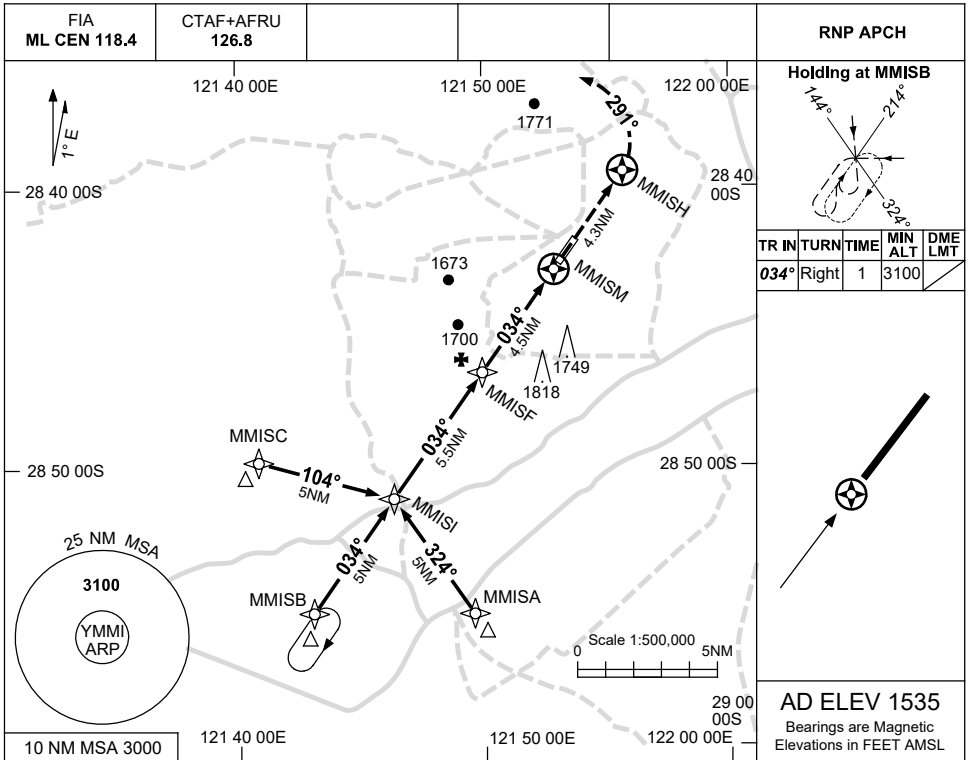 FIA
ML CEN 118.4
CTAF+AFRU
126.8
RNP APCH
121 40 00E
121 50 00E
122 00 00E
1° E
1771
291°
28 40 00S
28 40
00S
MMISH
4.3NM
1673
MMISM
1700
034°
4.5NM
1749
1818
MMISF
034°
5.5NM
MMISC
28 50 00S
28 50 00S
104°
5NM
MMISI
25 NM MSA
3100
YMMI
ARP
034°
5NM
324°
5NM
MMISB
MMISA
Scale 1:500,000
0
5NM
29 00
00S
10 NM MSA 3000
121 40 00E
121 50 00E
122 00 00E
Holding at MMISB
144°
214°
324°
TR IN TURN TIME MIN ALT DME LMT
034° Right 1 3100
AD ELEV 1535
Bearings are Magnetic
Elevations in FEET AMSL